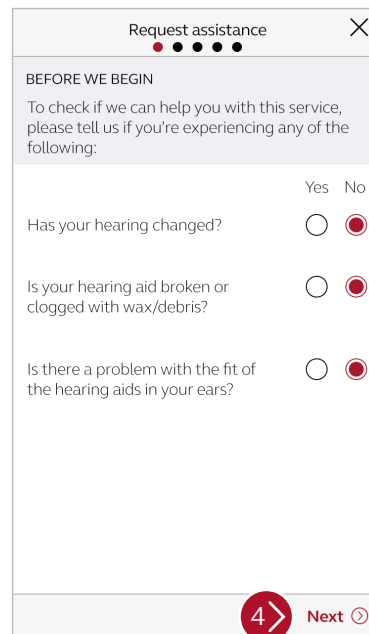 Request assistance
BEFORE WE BEGIN
To check if we can help you with this service,
please tell us if you’re experiencing any of the
following:
Yes No
Has your hearing changed?
Is your hearing aid broken or
clogged with wax/debris?
Is there a problem with the fit of
the hearing aids in your ears?
4 Next